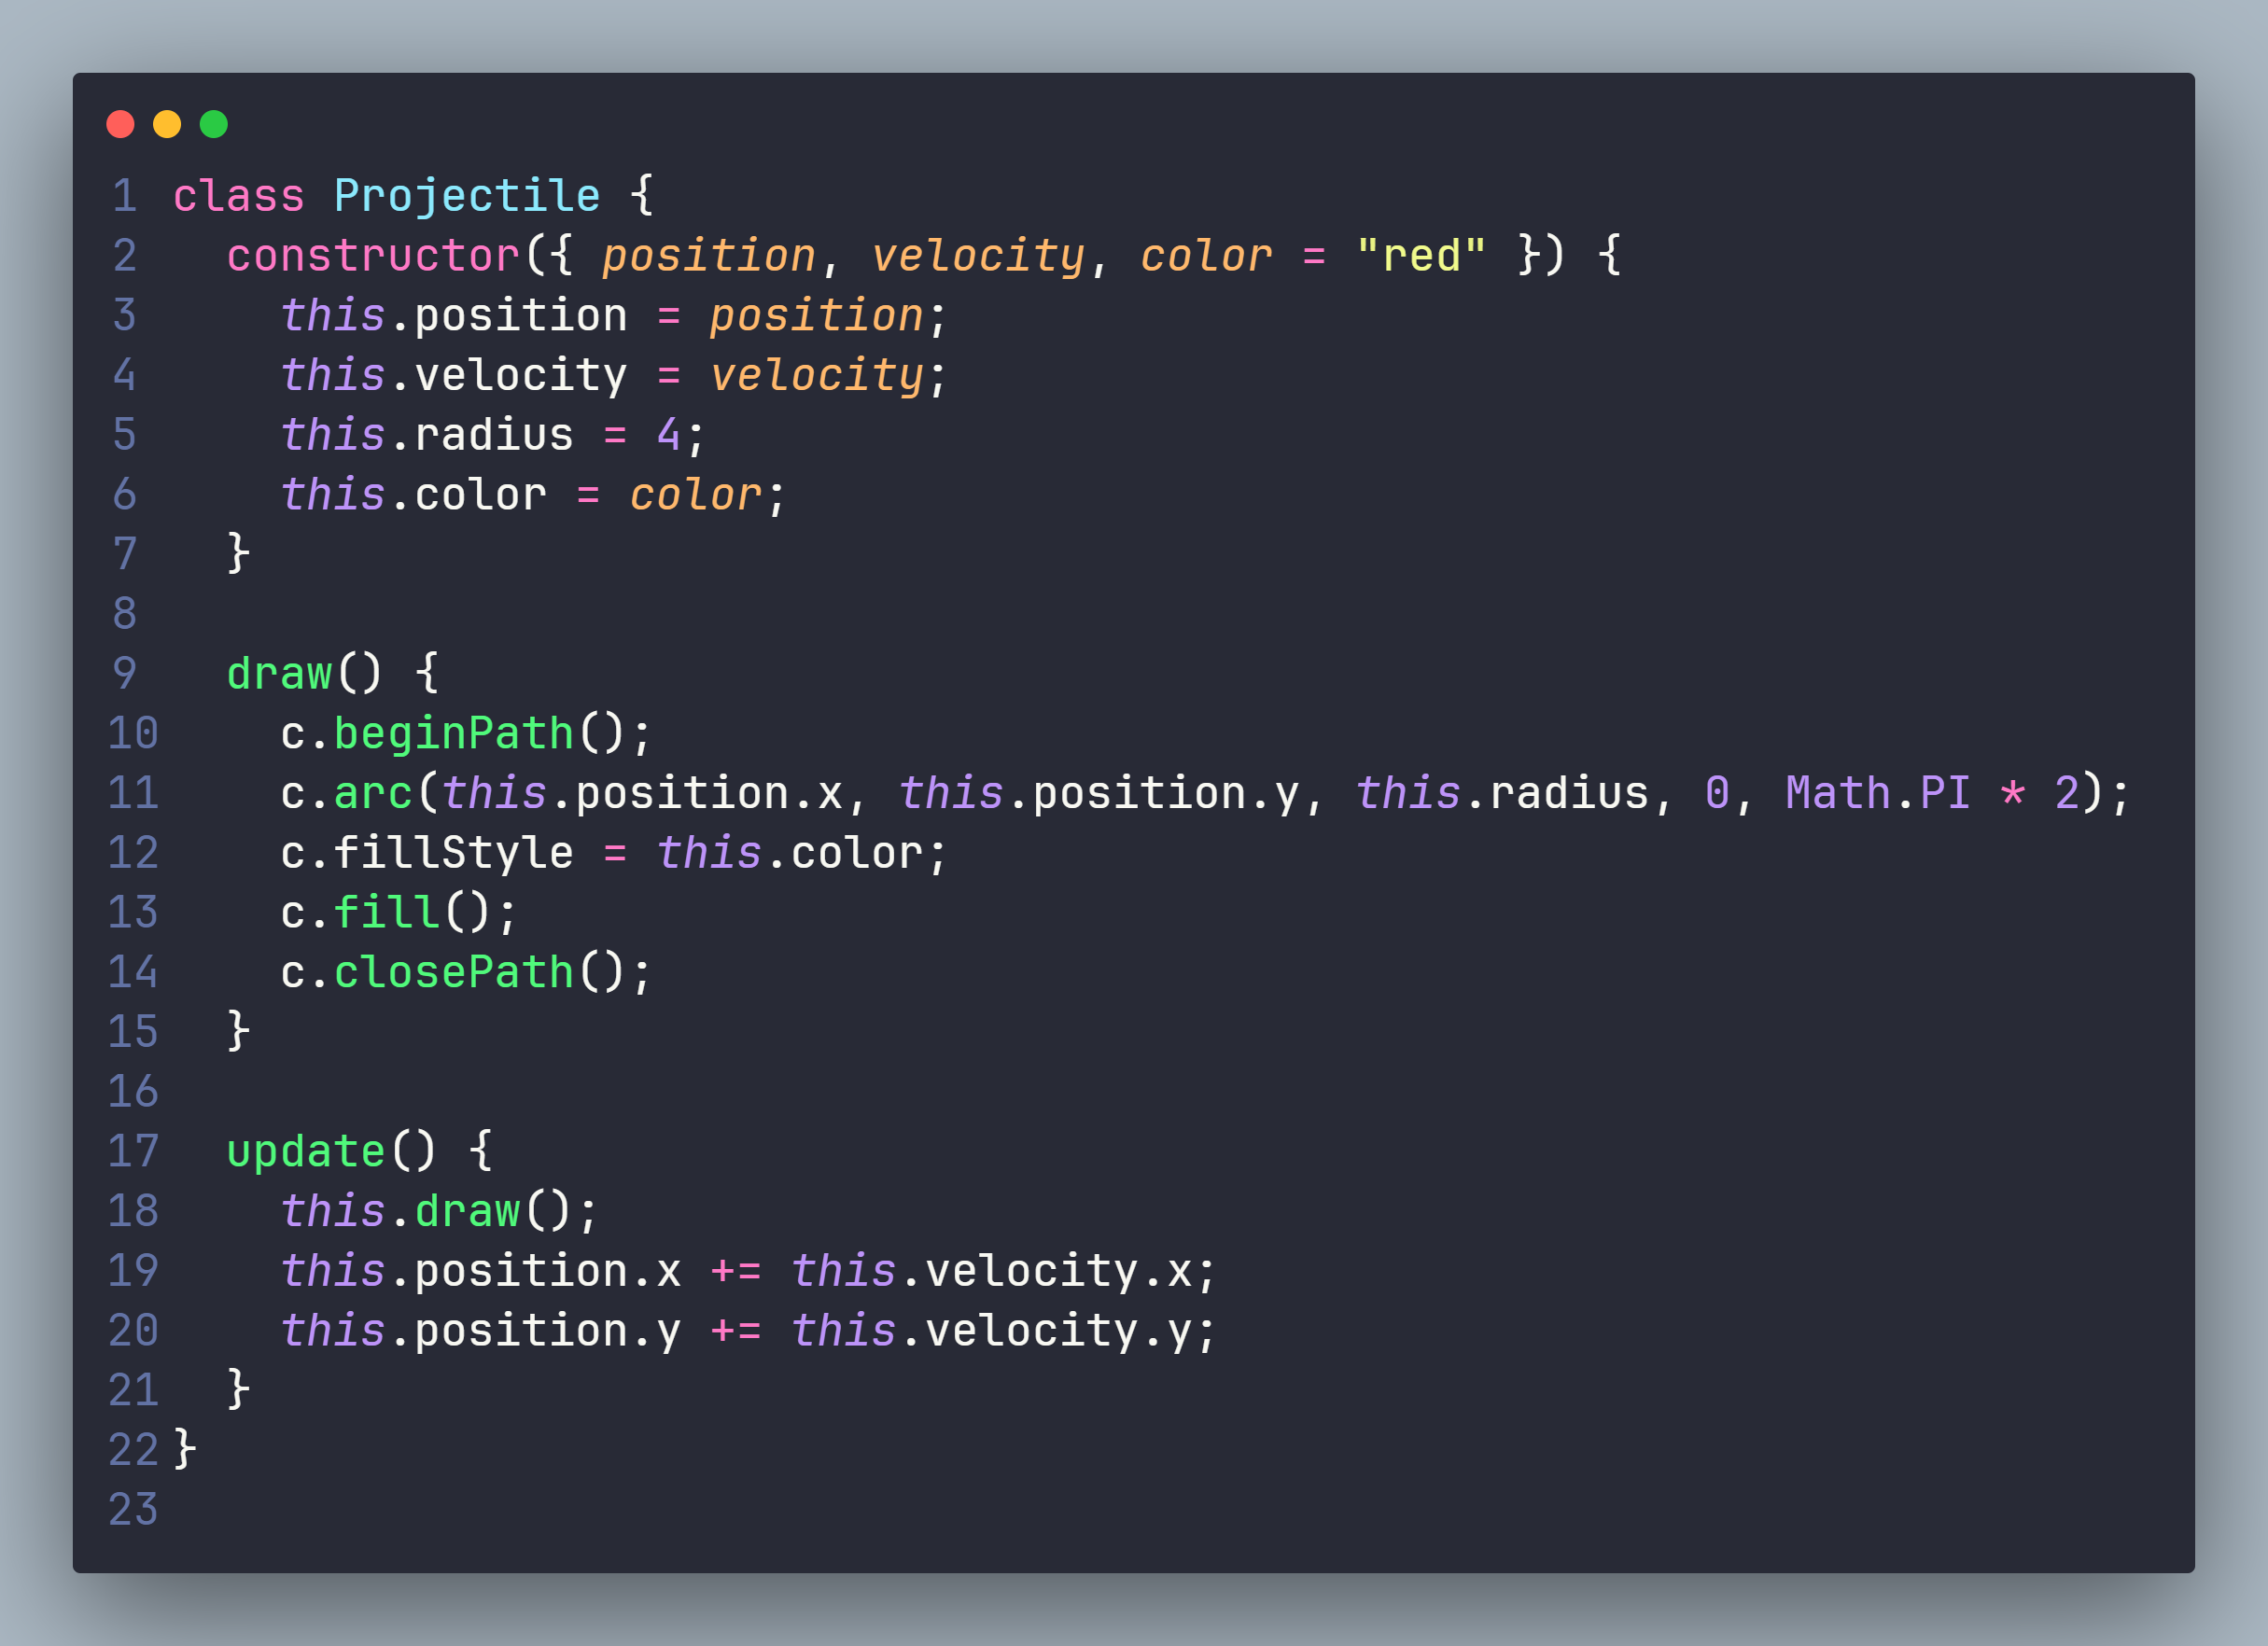 1 class Projectile {
2   constructor({ position, velocity, color = "red" }) {
3     this.position = position;
4     this.velocity = velocity;
5     this.radius = 4;
6     this.color = color;
7   }
8
9   draw() {
10     c.beginPath();
11     c.arc(this.position.x, this.position.y, this.radius, 0, Math.PI * 2);
12     c.fillStyle = this.color;
13     c.fill();
14     c.closePath();
15   }
16
17   update() {
18     this.draw();
19     this.position.x += this.velocity.x;
20     this.position.y += this.velocity.y;
21   }
22 }
23